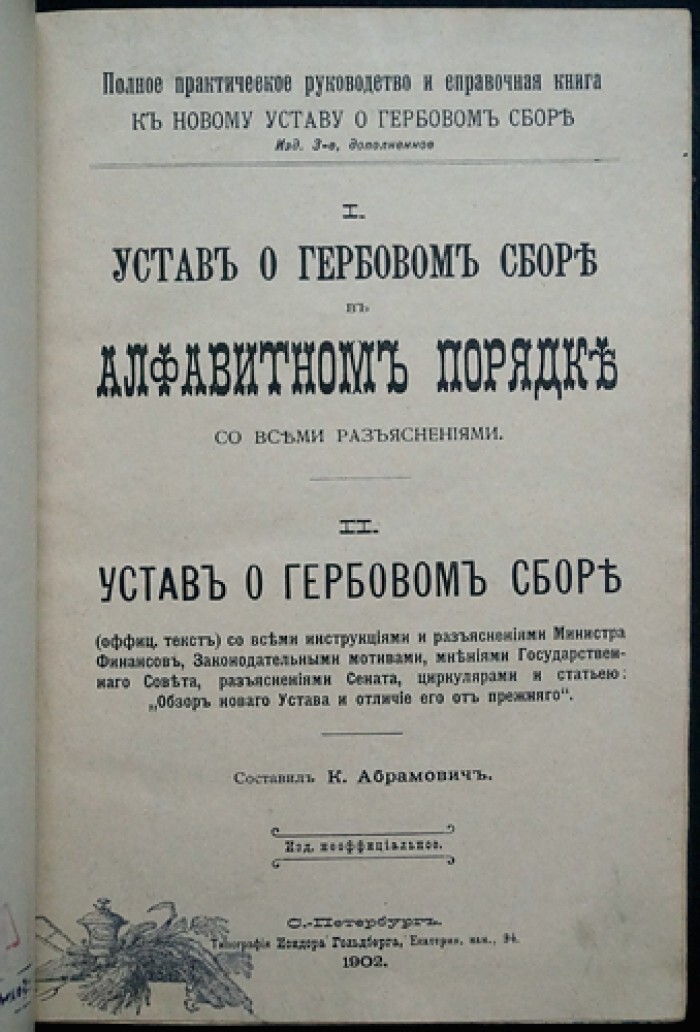 Полное практическое руководство и справочная книга
КЪ НОВОМУ УСТАВУ О ГЕРБОВОМЪ СБОРѢ
Изд. 3-е, дополненное
I.
УСТАВЪ О ГЕРБОВОМЪ СБОРѢ
ВЪ
АЛФАВИТНОМЪ ПОРЯДКѢ
СО ВСѢМИ РАЗЪЯСНЕНІЯМИ.
II.
УСТАВЪ О ГЕРБОВОМЪ СБОРѢ
(оффиц. текстъ) со всѣми инструкціями и разъясненіями Министра
Финансовъ, Законодательными мотивами, мнѣніями Государствен-
наго Совѣта, разъясненіями Сената, циркулярами и статьею:
„Обзоръ новаго Устава и отличіе его отъ прежняго“.
Составилъ К. Абрамовичъ.
Изд. неоффиціальное.
С.-Петербургъ.
Типографія Исидора Гольдберга, Екатерин. кан., 94.
1902.